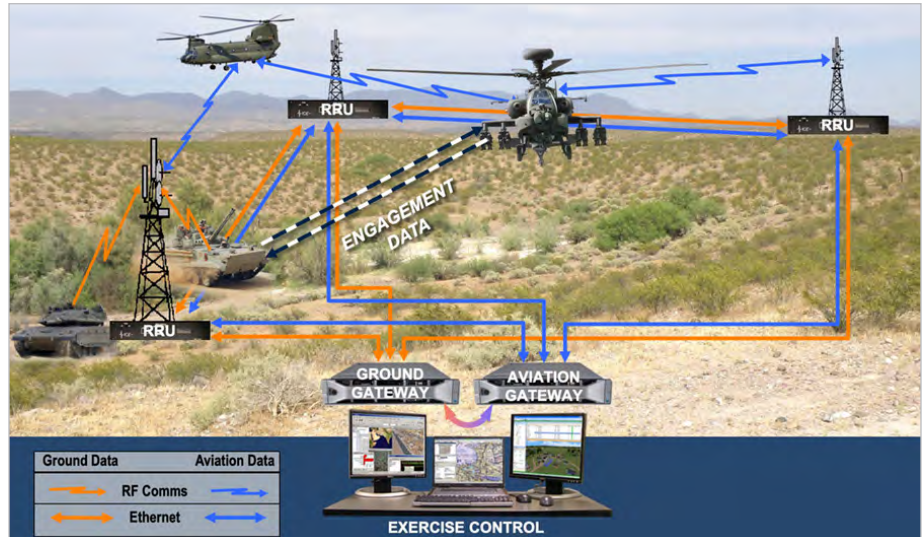 RRU
RRU
ENGAGEMENT
DATA
RRU
GROUND
GATEWAY
AVIATION
GATEWAY
Ground Data
Aviation Data
RF Comms
Ethernet
EXERCISE CONTROL